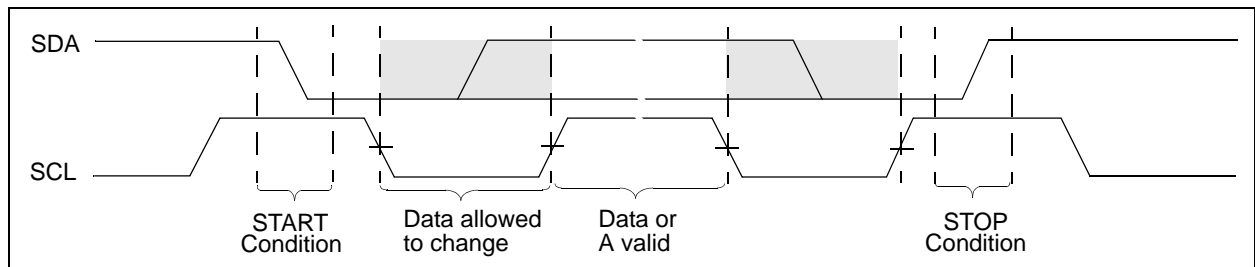 SDA
SCL
START
Condition
Data allowed
to change
Data or
A valid
STOP
Condition